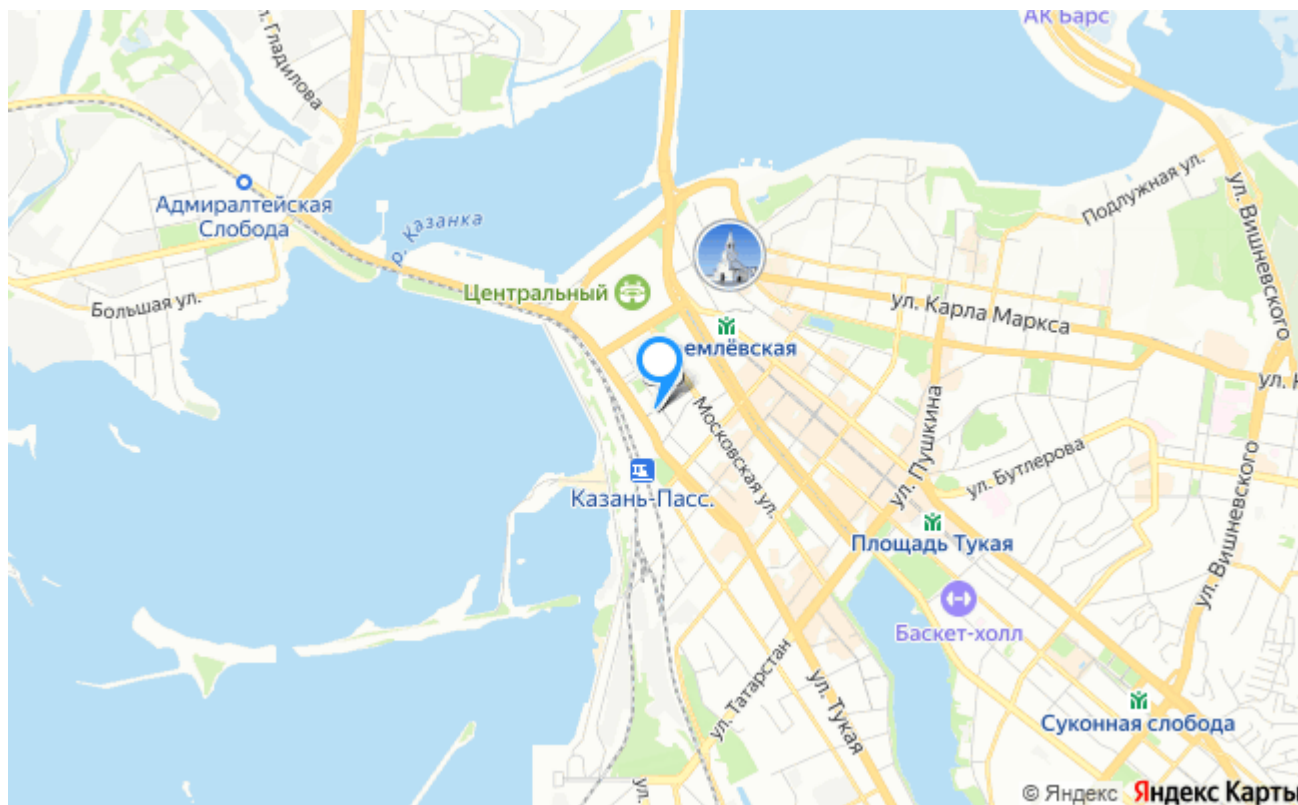 АК Барс
л. Гладилова
Подлужная ул.
ул. Вишневского
Адмиралтейская
Слобода
р. Казанка
Центральный
Большая ул.
ул. Карла Маркса
емлёвская
ул. К
Московская ул.
ул. Пушкина
ул. Бутлерова
Казань-Пасс.
ул. Вишневского
Площадь Тукая
Баскет-холл
ул. Татарстан
ул. Тукая
Суконная слобода
ул.
© Яндекс Яндекс Карты